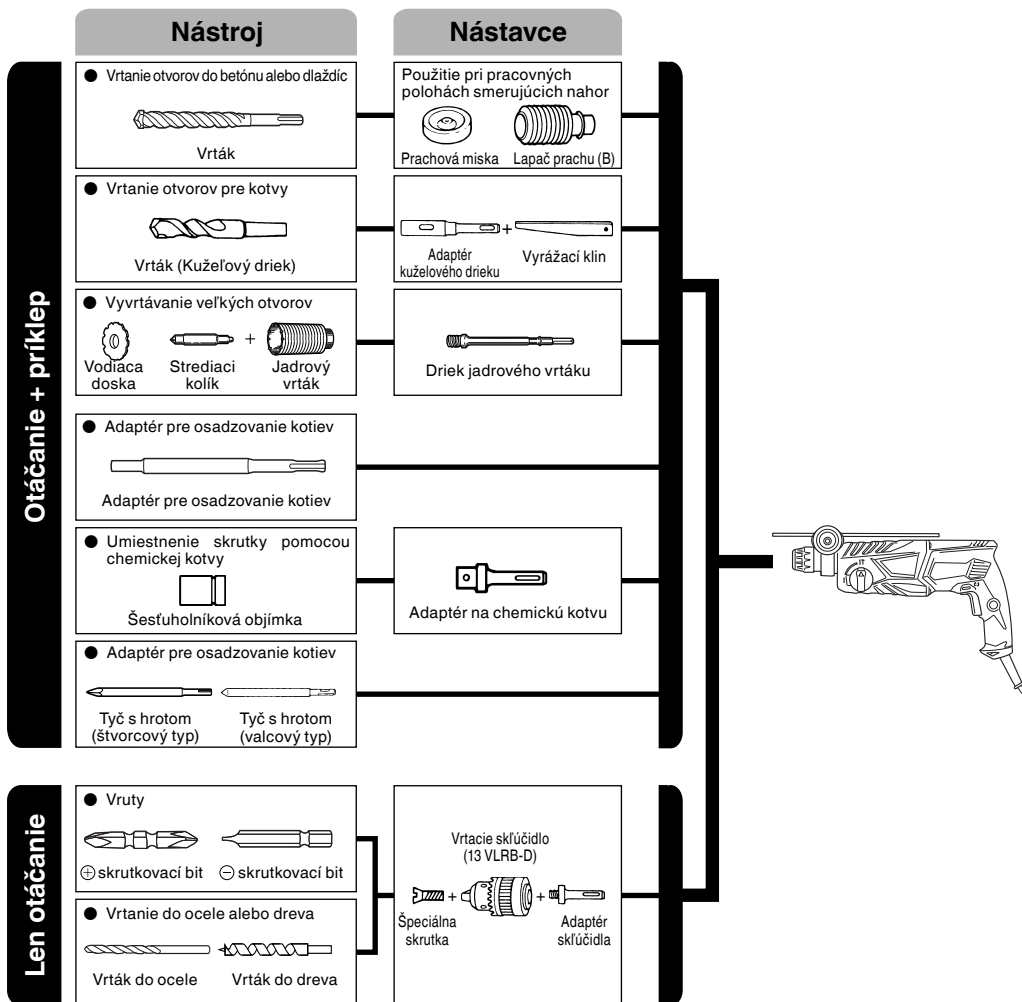 Nástroj
Nástavce
Otáčanie + príklep
● Vrtanie otvorov do betónu alebo dlaždíc
Vrták
Použitie pri pracovných
polohách smerujúcich nahor
Prachová miska
Lapač prachu (B)
● Vrtanie otvorov pre kotvy
Vrták (Kužeľový driek)
+
Adaptér
kuželového drieku
Vyrážací klin
● Vyvrtávanie veľkých otvorov
+
Vodiaca
doska
Strediaci
kolík
Jadrový
vrták
Driek jadrového vrtáku
● Adaptér pre osadzovanie kotiev
Adaptér pre osadzovanie kotiev
● Umiestnenie skrutky pomocou
chemickej kotvy
Šesťuholníková objímka
Adaptér na chemickú kotvu
● Adaptér pre osadzovanie kotiev
Tyč s hrotom
(štvorcový typ)
Tyč s hrotom
(valcový typ)
Len otáčanie
● Vruty
⊕ skrutkovací bit
⊖ skrutkovací bit
● Vrtanie do ocele alebo dreva
Vrták do ocele
Vrták do dreva
Vrtacie skľúčidlo
(13 VLRB-D)
+ +
Špeciálna
skrutka
Adaptér
skľúčidla